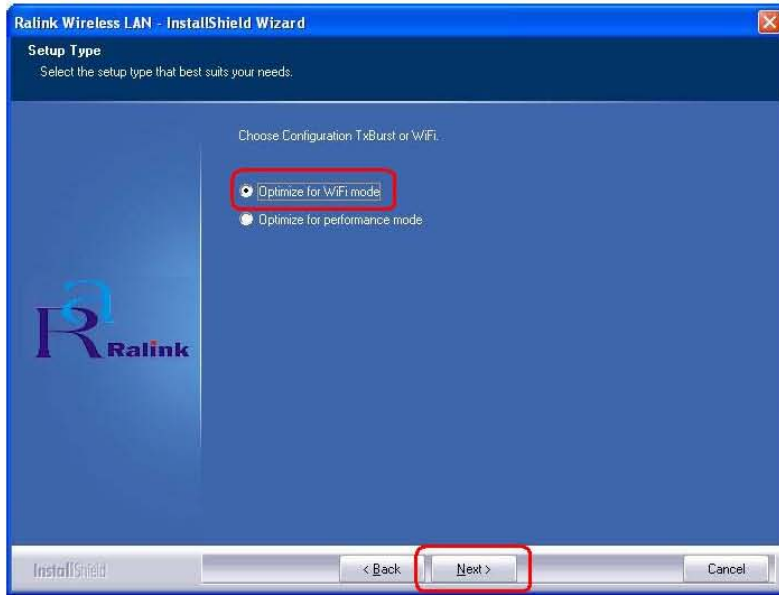 Ralink Wireless LAN - InstallShield Wizard
Setup Type
Select the setup type that best suits your needs.
Choose Configuration TxBurst or WiFi.
Optimize for WiFi mode
Optimize for performance mode
Ra
Ralink
InstallShield
< Back
Next >
Cancel